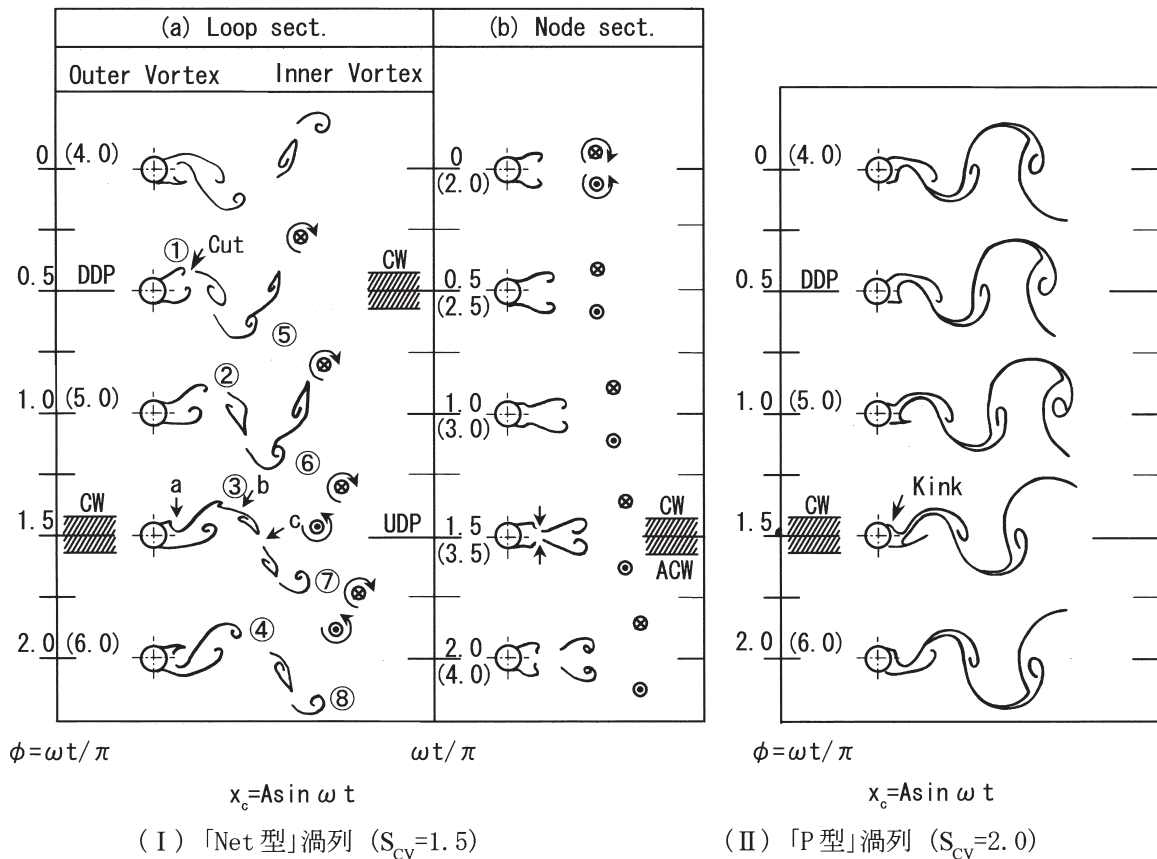 (a) Loop sect.
(b) Node sect.
Outer Vortex
Inner Vortex
0 (4.0)
① Cut
0.5 DDP
CW
⑤
②
1.0 (5.0)
⑥
a
③ b
CW
1.5
c
UDP
⑦
④
2.0 (6.0)
⑧
0
(2.0)
0.5
(2.5)
1.0
(3.0)
1.5
(3.5)
CW
ACW
2.0
(4.0)
0 (4.0)
0.5 DDP
1.0 (5.0)
Kink
CW
1.5
2.0 (6.0)
φ=ωt/π
ωt/π
φ=ωt/π
x_c=Asin ωt
x_c=Asin ωt
(Ⅰ)「Net型」渦列 (S_CV=1.5)
(Ⅱ)「P型」渦列 (S_CV=2.0)